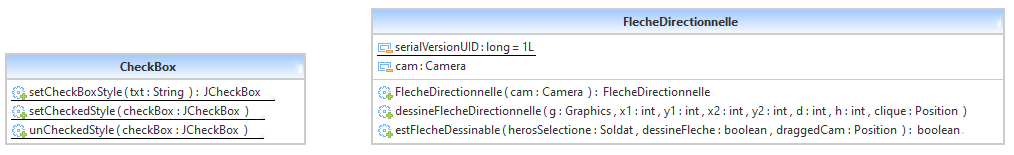 CheckBox
setCheckBoxStyle ( txt : String ) : JCheckBox
setCheckedStyle ( checkBox : JCheckBox )
unCheckedStyle ( checkBox : JCheckBox )
FlecheDirectionnelle
serialVersionUID : long = 1L
cam : Camera
FlecheDirectionnelle ( cam : Camera ) : FlecheDirectionnelle
dessineFlecheDirectionnelle ( g : Graphics , x1 : int , y1 : int , x2 : int , y2 : int , d : int , h : int , clique : Position )
estFlecheDessinable ( herosSelectione : Soldat , dessineFleche : boolean , draggedCam : Position ) : boolean